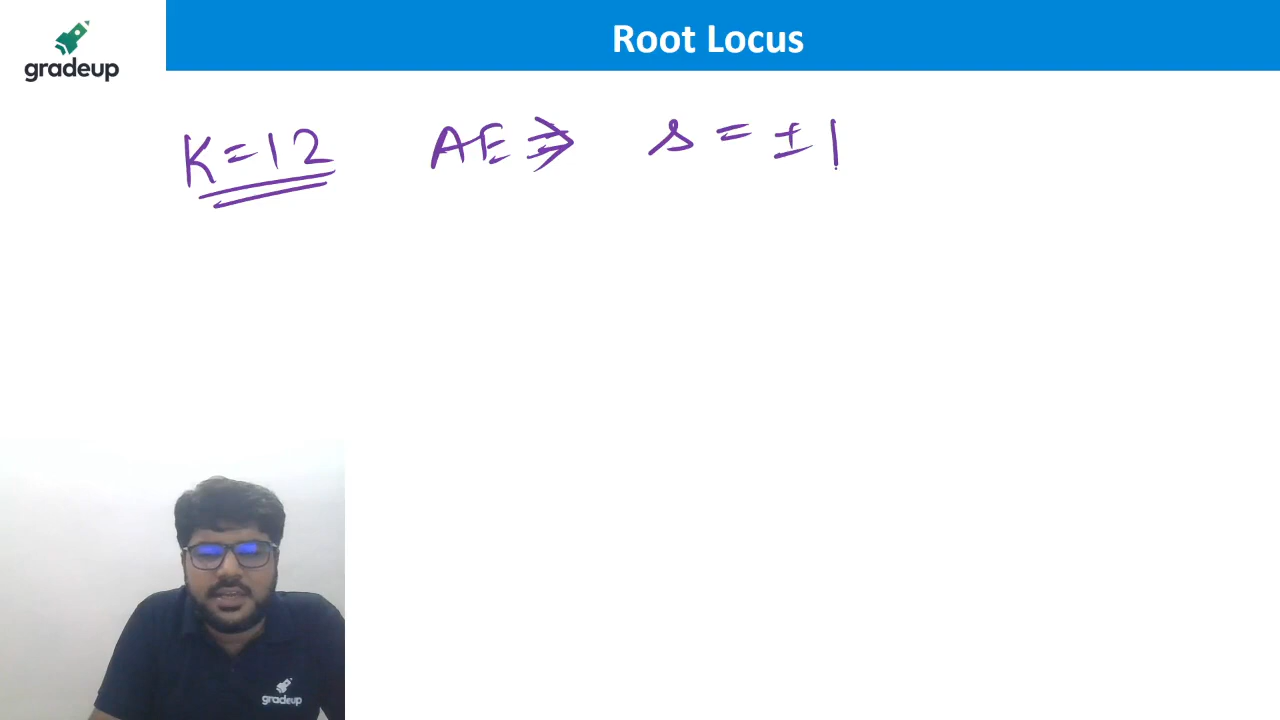 gradeup
Root Locus
K=12 AE⇒ s = ±1
gradeup